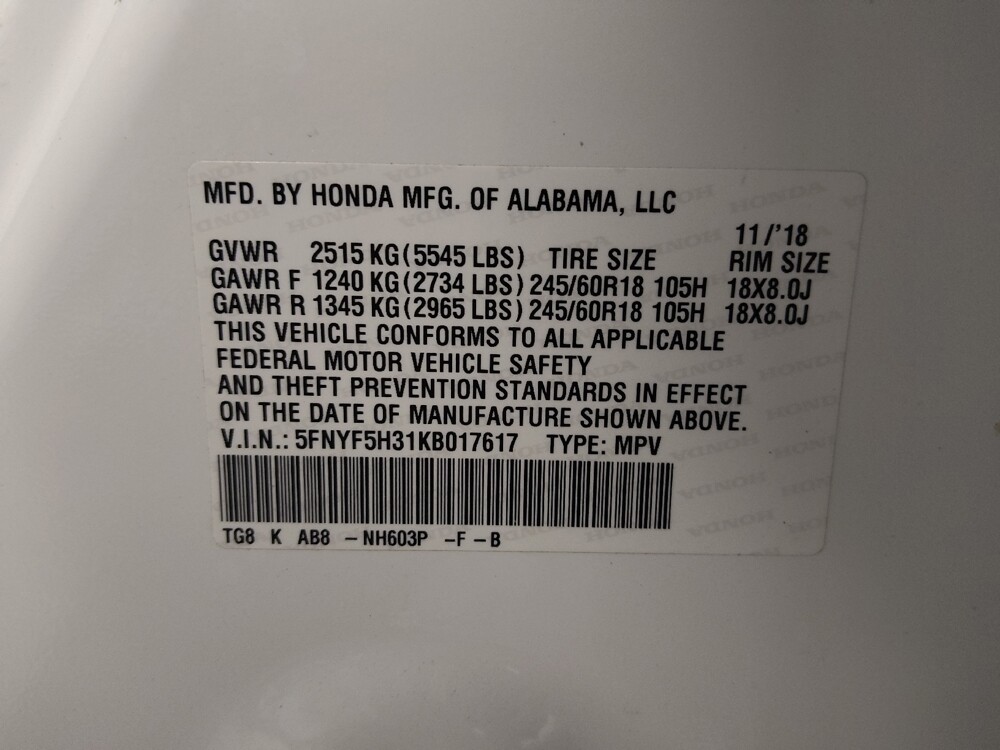 MFD. BY HONDA MFG. OF ALABAMA, LLC
11/'18
GVWR 2515 KG (5545 LBS) TIRE SIZE RIM SIZE
GAWR F 1240 KG (2734 LBS) 245/60R18 105H 18X8.0J
GAWR R 1345 KG (2965 LBS) 245/60R18 105H 18X8.0J
THIS VEHICLE CONFORMS TO ALL APPLICABLE
FEDERAL MOTOR VEHICLE SAFETY
AND THEFT PREVENTION STANDARDS IN EFFECT
ON THE DATE OF MANUFACTURE SHOWN ABOVE.
V.I.N.: 5FNYF5H31KB017617 TYPE: MPV
TG8 K AB8 – NH603P -F – B